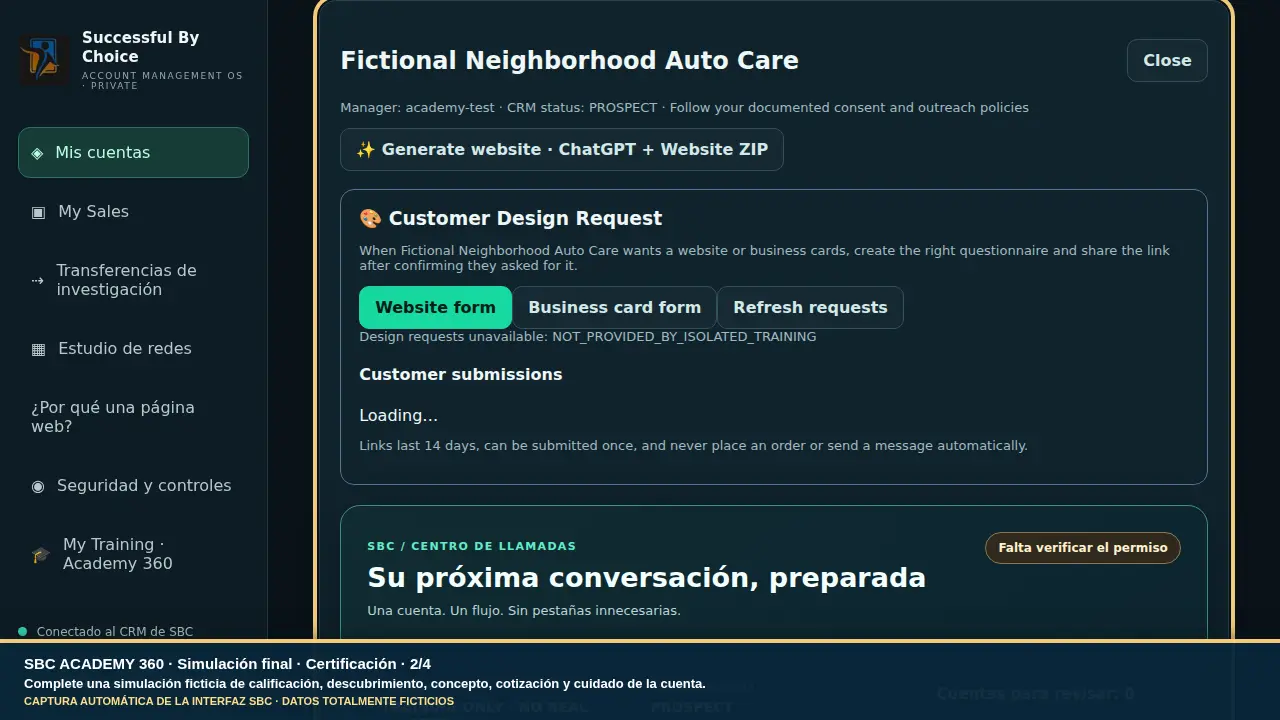 Successful By
Choice
ACCOUNT MANAGEMENT OS
· PRIVATE
◈ Mis cuentas
▣ My Sales
⇢ Transferencias de
investigación
▦ Estudio de redes
¿Por qué una página
web?
◉ Seguridad y controles
🎓 My Training ·
Academy 360
Conectado al CRM de SBC
Fictional Neighborhood Auto Care
Close
Manager: academy-test · CRM status: PROSPECT · Follow your documented consent and outreach policies
✨ Generate website · ChatGPT + Website ZIP
🎨 Customer Design Request
When Fictional Neighborhood Auto Care wants a website or business cards, create the right questionnaire and share the link
after confirming they asked for it.
Website form
Business card form
Refresh requests
Design requests unavailable: NOT_PROVIDED_BY_ISOLATED_TRAINING
Customer submissions
Loading...
Links last 14 days, can be submitted once, and never place an order or send a message automatically.
SBC / CENTRO DE LLAMADAS
Falta verificar el permiso
Su próxima conversación, preparada
Una cuenta. Un flujo. Sin pestañas innecesarias.
SBC ACADEMY 360 · Simulación final · Certificación · 2/4
Complete una simulación ficticia de calificación, descubrimiento, concepto, cotización y cuidado de la cuenta.
CAPTURA AUTOMÁTICA DE LA INTERFAZ SBC · DATOS TOTALMENTE FICTICIOS
Cuentas para revisar: 0
ONLY · NO REAL
PROSPECT